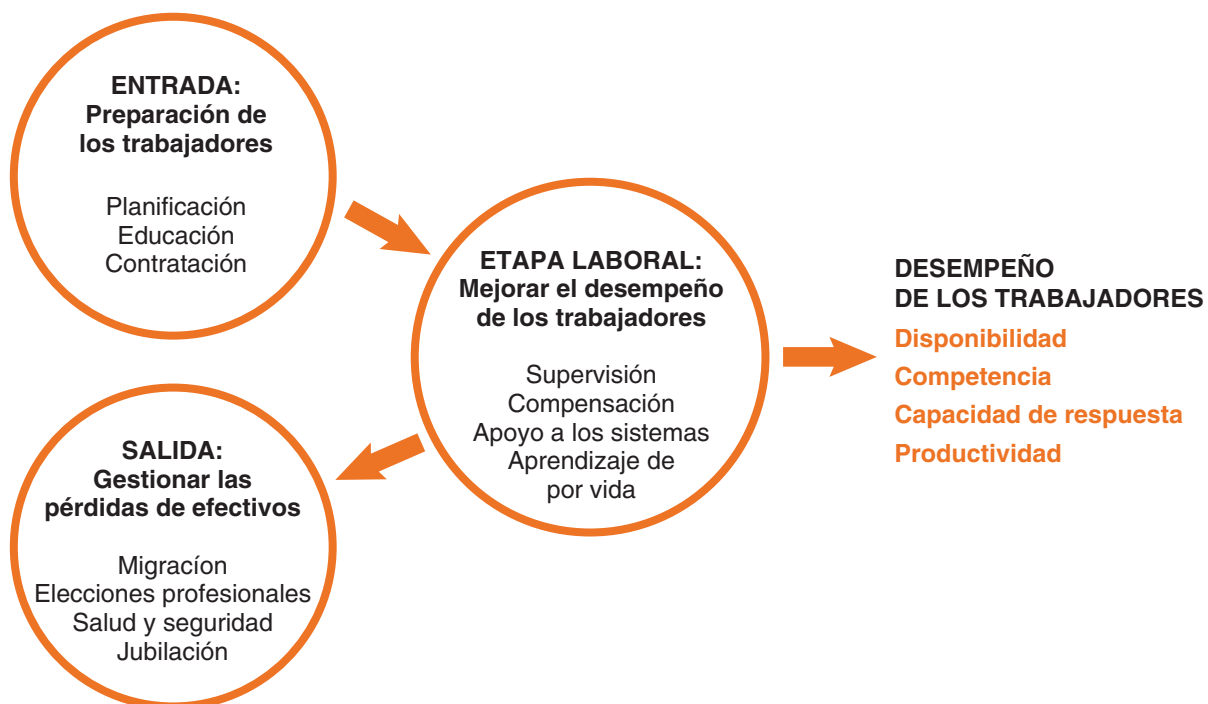 ENTRADA:
Preparación de
los trabajadores
Planificación
Educación
Contratación
ETAPA LABORAL:
Mejorar el desempeño
de los trabajadores
Supervisión
Compensación
Apoyo a los sistemas
Aprendizaje de
por vida
DESEMPEÑO
DE LOS TRABAJADORES
Disponibilidad
Competencia
Capacidad de respuesta
Productividad
SALIDA:
Gestionar las
pérdidas de efectivos
Migracíon
Elecciones profesionales
Salud y seguridad
Jubilación